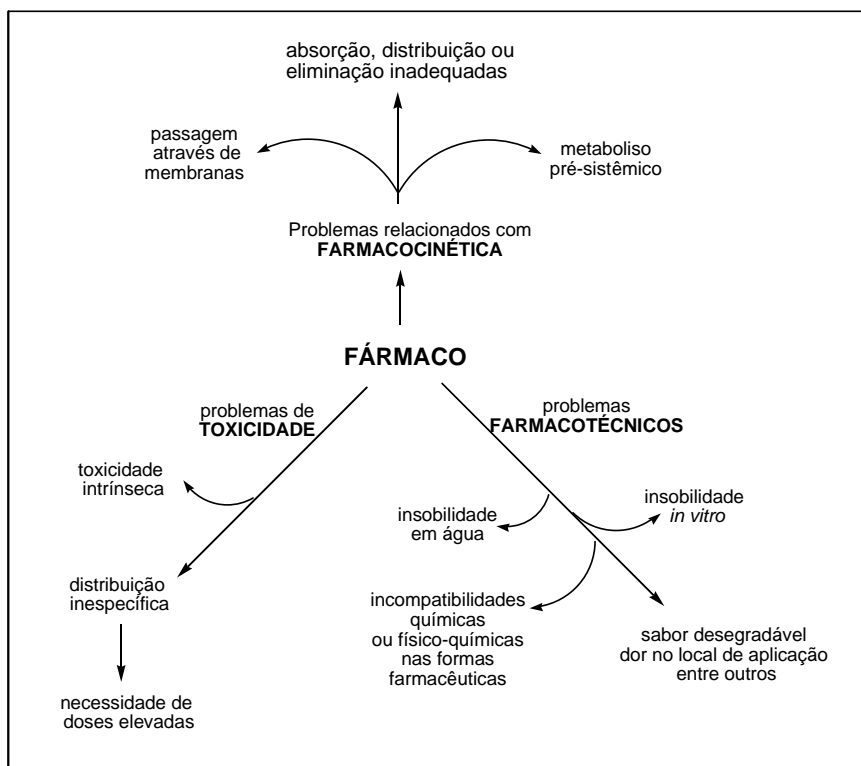 absorção, distribuição ou
eliminação inadequadas
passagem
através de
membranas
metaboliso
pré-sistêmico
Problemas relacionados com
FARMACOCINÉTICA
FÁRMACO
problemas de
TOXICIDADE
toxicidade
intrínseca
distribuição
inespecífica
necessidade de
doses elevadas
problemas
FARMACOTÉCNICOS
insobilidade
em água
insobilidade
in vitro
incompatibilidades
químicas
ou físico-químicas
nas formas
farmacêuticas
sabor desegradável
dor no local de aplicação
entre outros